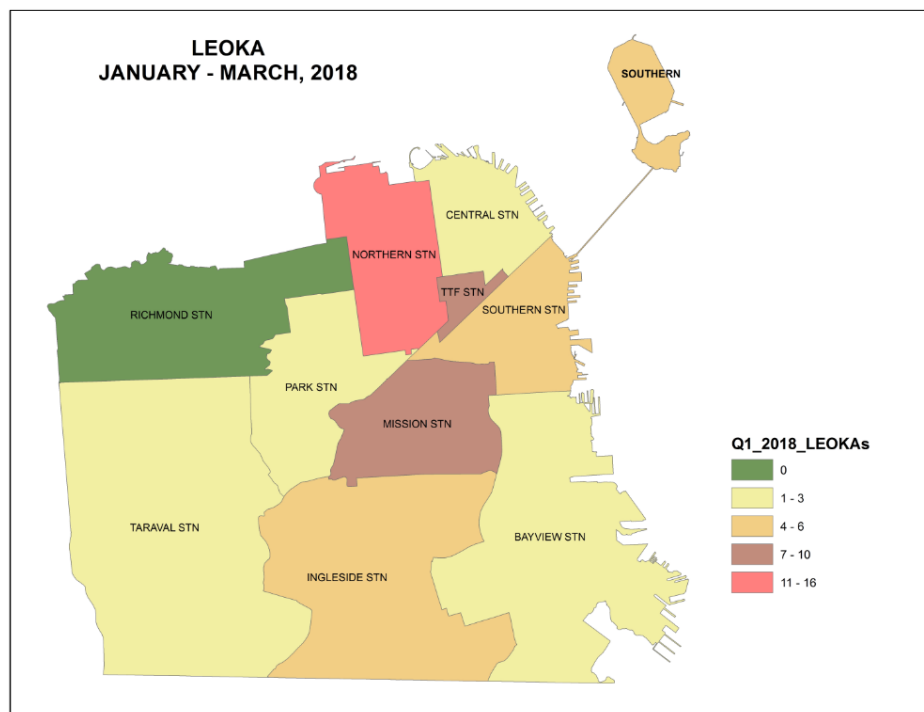 LEOKA
JANUARY - MARCH, 2018
SOUTHERN
CENTRAL STN
NORTHERN STN
TTF STN
SOUTHERN STN
RICHMOND STN
PARK STN
MISSION STN
TARAVAL STN
BAYVIEW STN
INGLESIDE STN
Q1_2018_LEOKAs
0
1 - 3
4 - 6
7 - 10
11 - 16